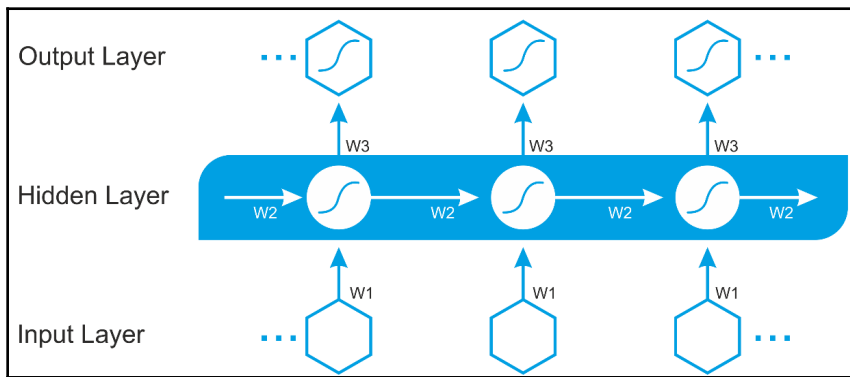 Output Layer
W3 W3 W3
Hidden Layer
W2 W2 W2 W2
W1 W1 W1
Input Layer